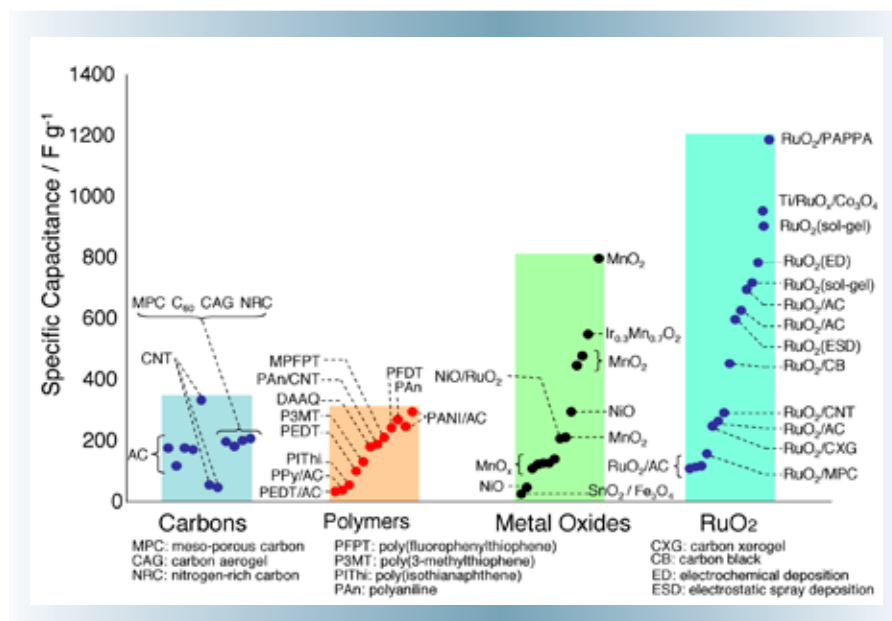 Specific Capacitance / F g⁻¹
1400
1200
1000
800
600
400
200
0
MPC C₆₀ CAG NRC
CNT
AC
MPFPT
PAn/CNT
DAAQ
P3MT
PEDT
PIThi
PPy/AC
PEDT/AC
PFDT
PAn
PANI/AC
MnO₂
Ir₀.₃Mn₀.₇O₂
MnO₂
NiO/RuO₂
NiO
MnO₂
MnOₓ
NiO
SnO₂ / Fe₃O₄
RuO₂/PAPPA
Ti/RuOₓ/Co₃O₄
RuO₂(sol-gel)
RuO₂(ED)
RuO₂(sol-gel)
RuO₂/AC
RuO₂/AC
RuO₂(ESD)
RuO₂/CB
RuO₂/CNT
RuO₂/AC
RuO₂/CXG
RuO₂/AC
RuO₂/MPC
Carbons
Polymers
Metal Oxides
RuO₂
MPC: meso-porous carbon
CAG: carbon aerogel
NRC: nitrogen-rich carbon
PFPT: poly(fluorophenylthiophene)
P3MT: poly(3-methylthiophene)
PIThi: poly(isothianaphthene)
PAn: polyaniline
CXG: carbon xerogel
CB: carbon black
ED: electrochemical deposition
ESD: electrostatic spray deposition